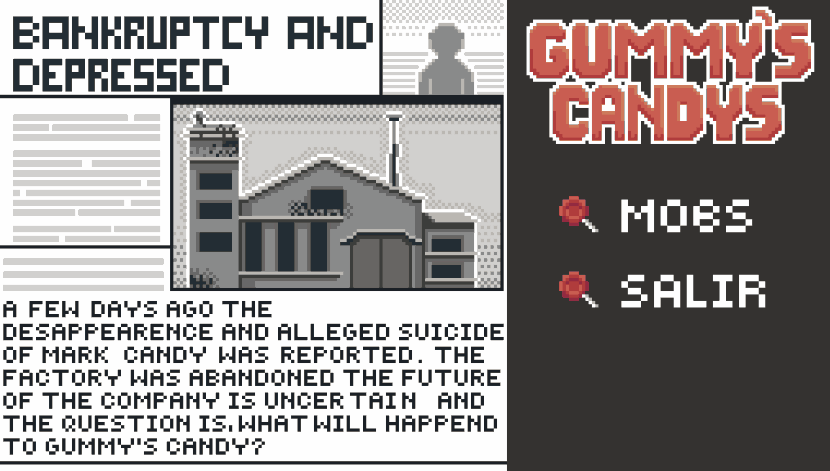 BANKRUPTCY AND
DEPRESSED
A FEW DAYS AGO THE
DESAPPEARENCE AND ALLEGED SUICIDE
OF MARK CANDY WAS REPORTED. THE
FACTORY WAS ABANDONED THE FUTURE
OF THE COMPANY IS UNCERTAIN AND
THE QUESTION IS.WHAT WILL HAPPEND
TO GUMMY"S CANDY?
GUMMY'S
CANDYS
MOBS
SALIR